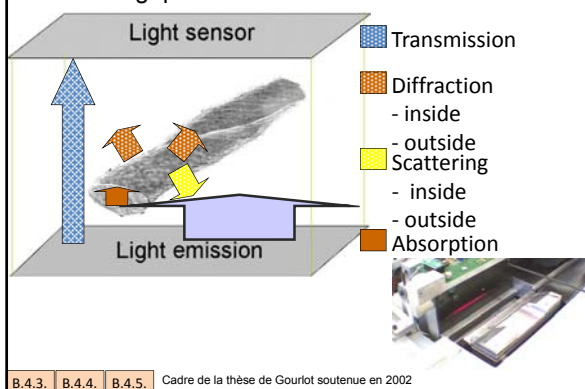 Light sensor
Transmission
Diffraction
- inside
- outside
Scattering
- inside
- outside
Absorption
Light emission
B.4.3. B.4.4. B.4.5. Cadre de la thèse de Gourlot soutenue en 2002